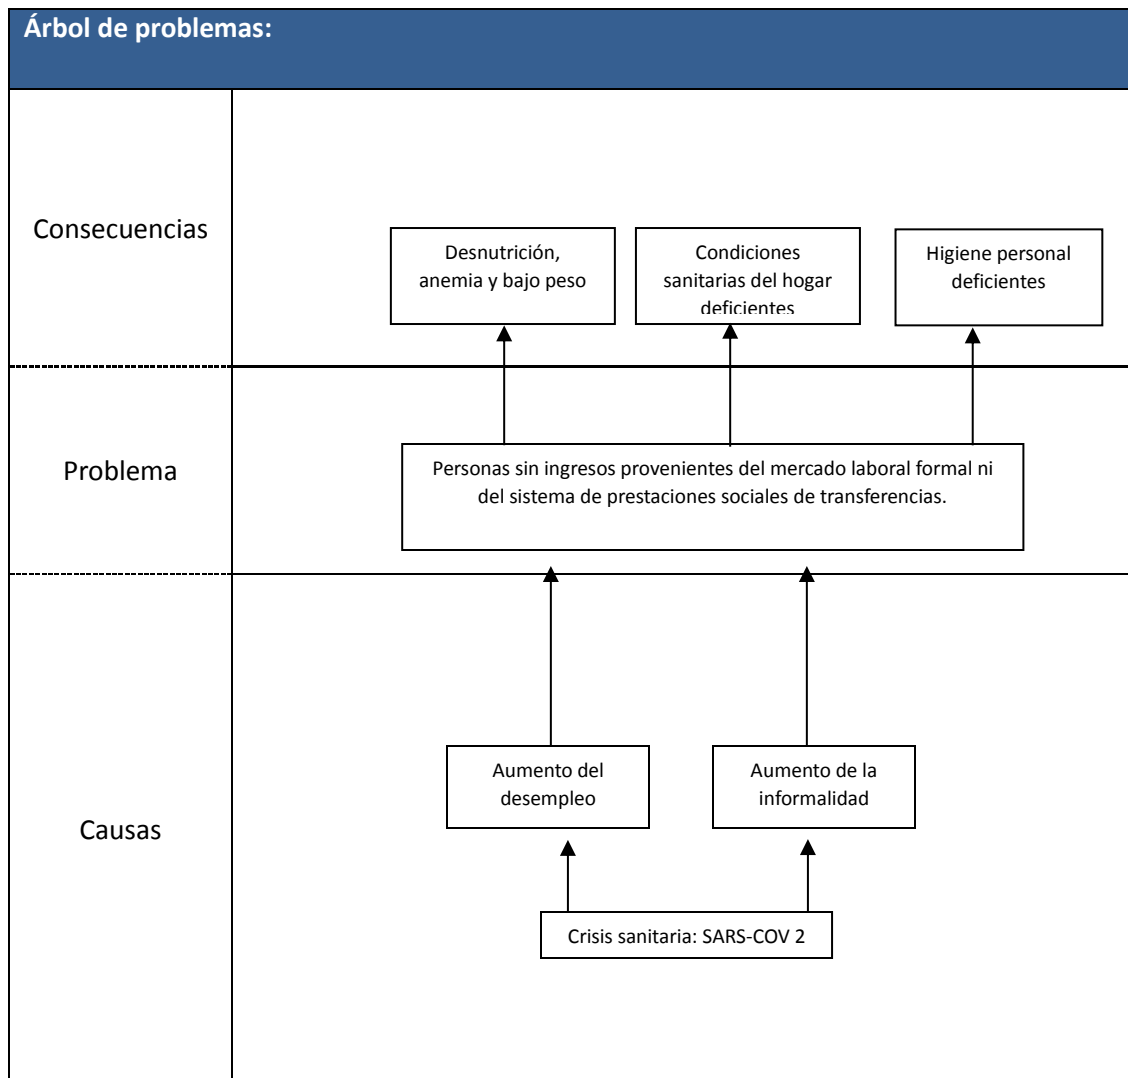 Árbol de problemas:
Consecuencias
Desnutrición,
anemia y bajo peso
Condiciones
sanitarias del hogar
deficientes
Higiene personal
deficientes
Problema
Personas sin ingresos provenientes del mercado laboral formal ni
del sistema de prestaciones sociales de transferencias.
Causas
Aumento del
desempleo
Aumento de la
informalidad
Crisis sanitaria: SARS-COV 2